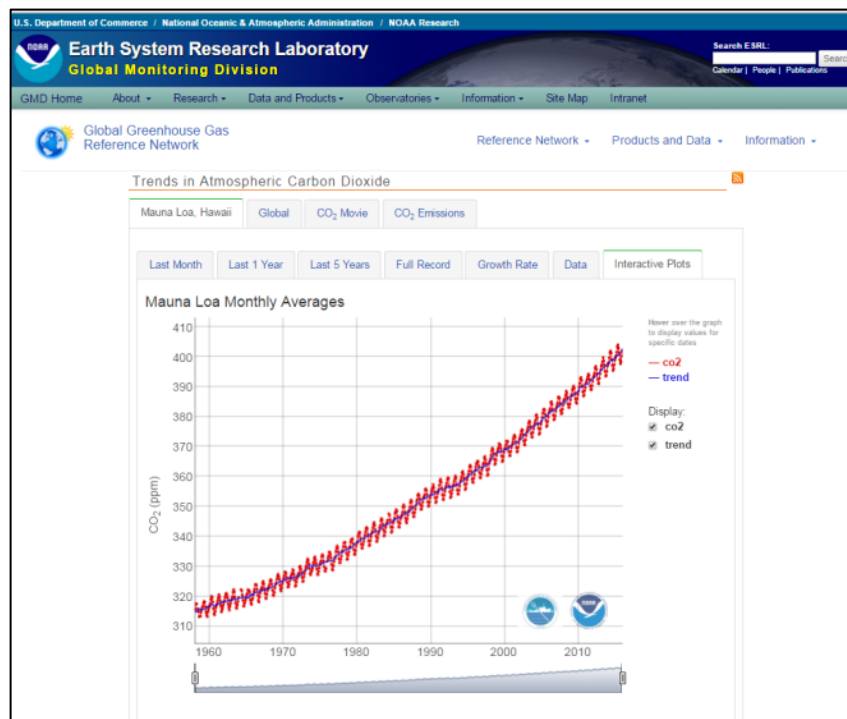 U.S. Department of Commerce / National Oceanic & Atmospheric Administration / NOAA Research
NOAA
Earth System Research Laboratory
Global Monitoring Division
Search ESRL:
Searc
Calendar | People | Publications
GMD Home About Research Data and Products Observatories Information Site Map Intranet
Global Greenhouse Gas
Reference Network
Reference Network Products and Data Information
Trends in Atmospheric Carbon Dioxide
Mauna Loa, Hawaii Global CO2 Movie CO2 Emissions
Last Month Last 1 Year Last 5 Years Full Record Growth Rate Data Interactive Plots
Mauna Loa Monthly Averages
Hover over the graph
to display values for
specific dates
— co2
— trend
Display:
co2
trend
CO2 (ppm)
410
400
390
380
370
360
350
340
330
320
310
1960 1970 1980 1990 2000 2010
NOAA